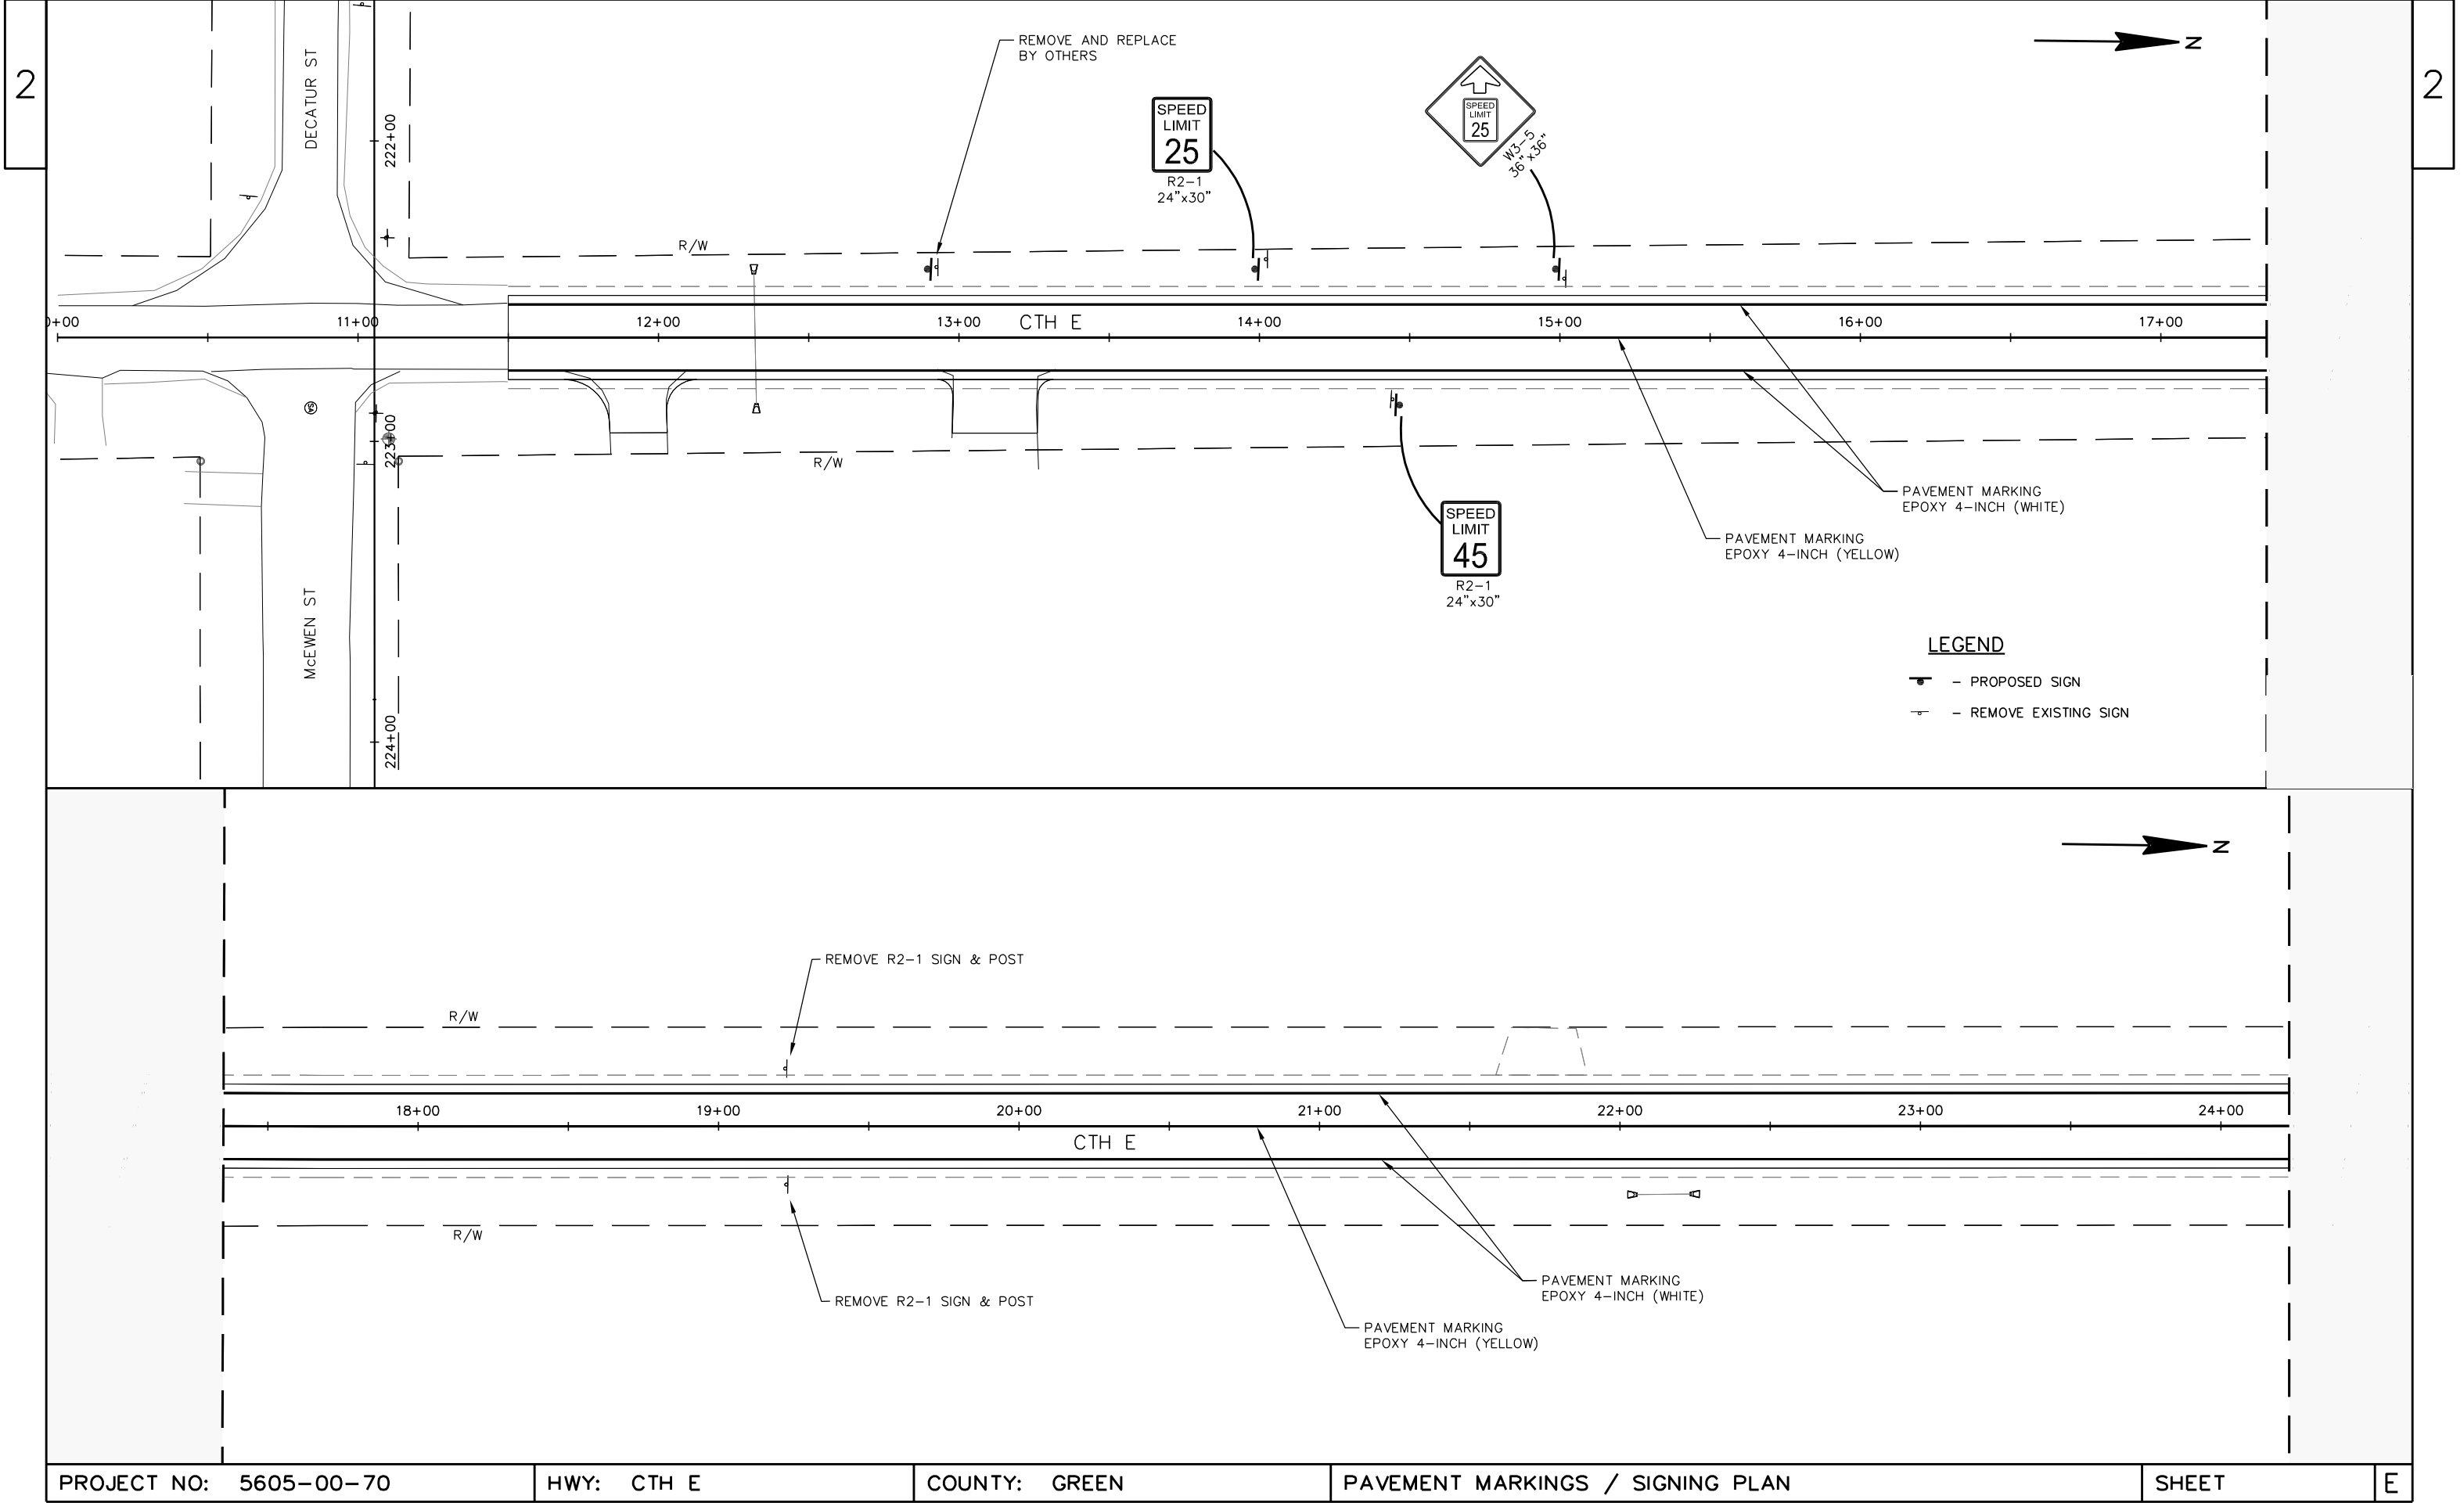 2
2
DECATUR ST
222+00
REMOVE AND REPLACE
BY OTHERS
SPEED
LIMIT
25
R2-1
24"x30"
SPEED
LIMIT
25
W3-5
36"x36"
N
R/W
0+00
11+00
12+00
13+00
CTH E
14+00
15+00
16+00
17+00
SA
223+00
R/W
McEWEN ST
224+00
SPEED
LIMIT
45
R2-1
24"x30"
PAVEMENT MARKING
EPOXY 4-INCH (WHITE)
PAVEMENT MARKING
EPOXY 4-INCH (YELLOW)
LEGEND
- PROPOSED SIGN
- REMOVE EXISTING SIGN
N
REMOVE R2-1 SIGN & POST
R/W
18+00
19+00
20+00
21+00
22+00
23+00
24+00
CTH E
R/W
REMOVE R2-1 SIGN & POST
PAVEMENT MARKING
EPOXY 4-INCH (WHITE)
PAVEMENT MARKING
EPOXY 4-INCH (YELLOW)
PROJECT NO: 5605-00-70
HWY: CTH E
COUNTY: GREEN
PAVEMENT MARKINGS / SIGNING PLAN
SHEET
E